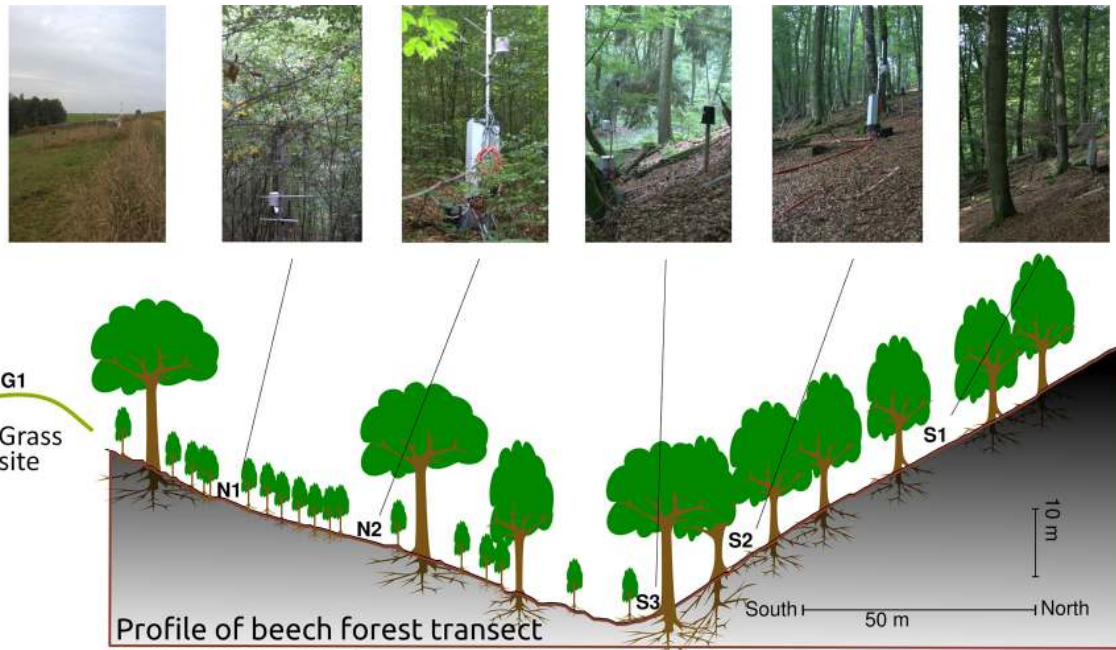 G1
Grass
site
N1
N2
S3
S2
S1
10 m
South
North
50 m
Profile of beech forest transect